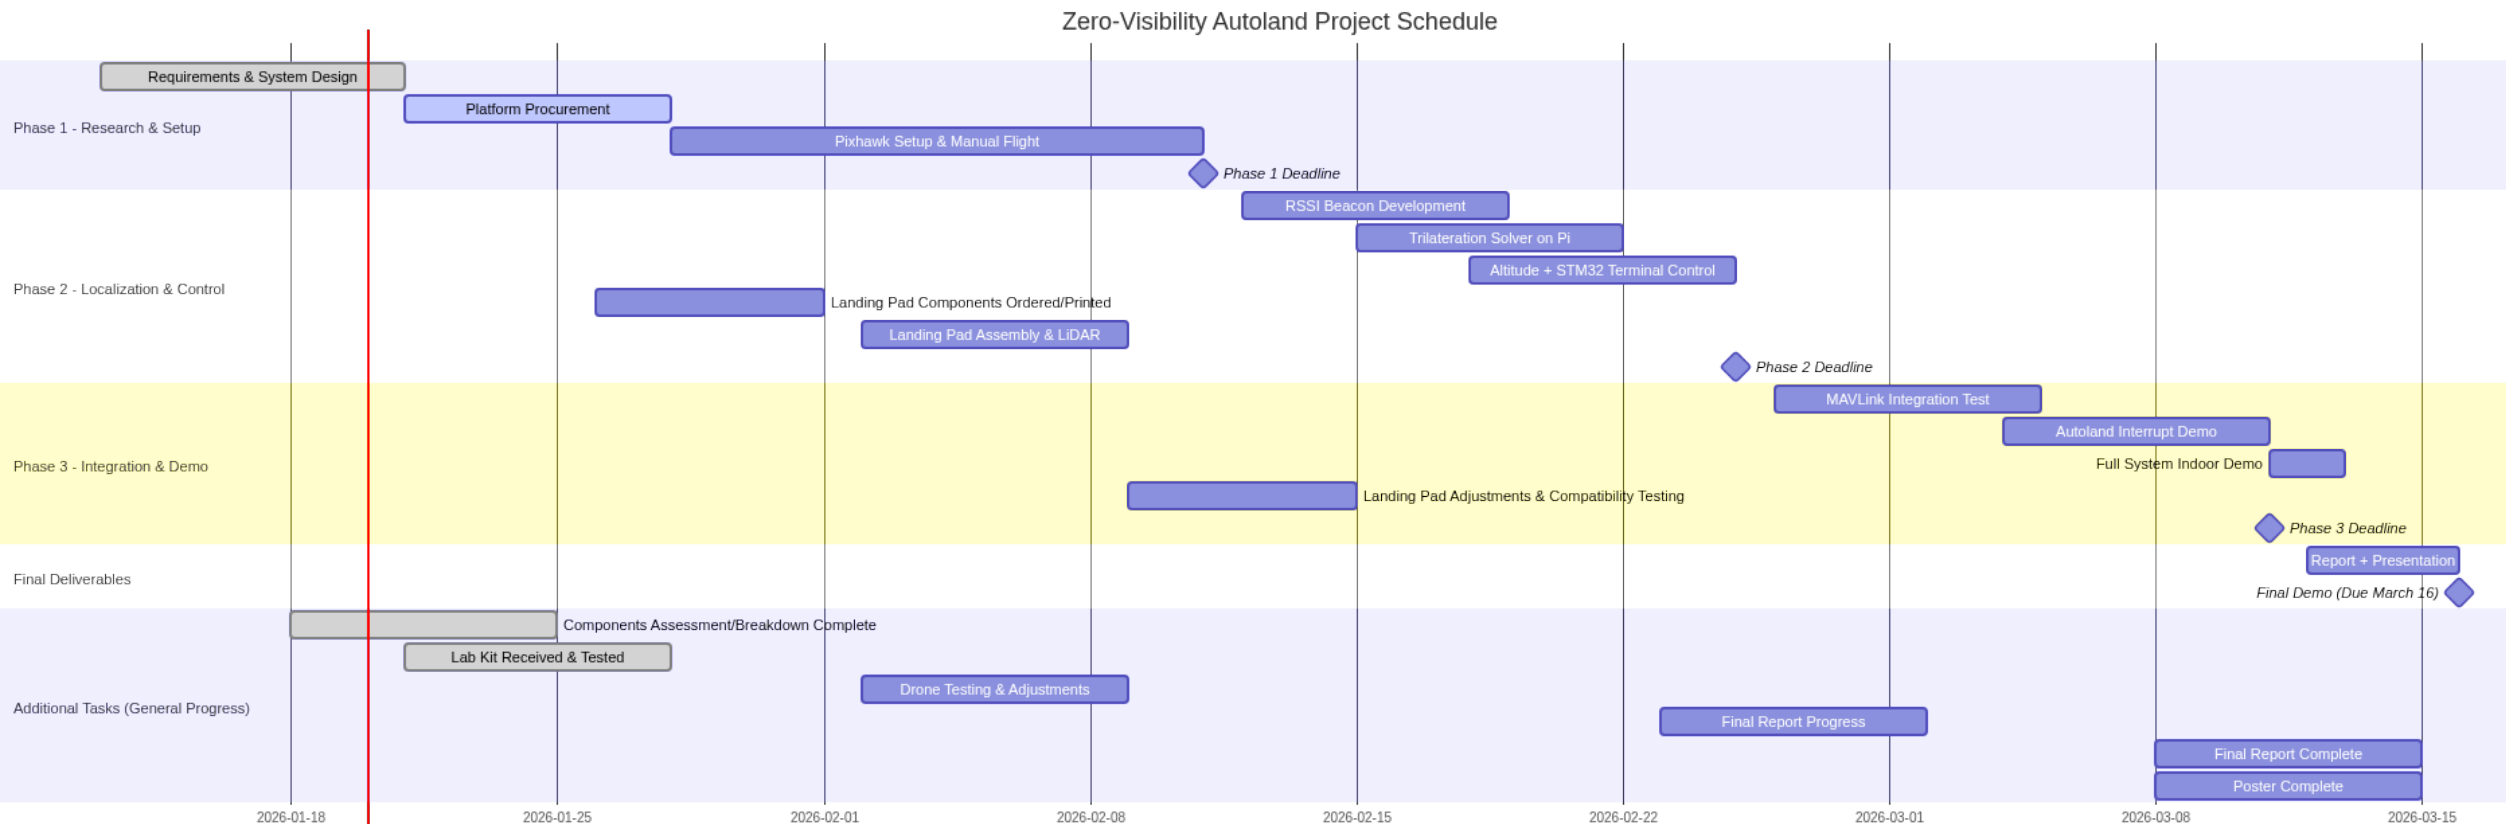 Zero-Visibility Autoland Project Schedule
Requirements & System Design
Platform Procurement
Phase 1 - Research & Setup
Pixhawk Setup & Manual Flight
Phase 1 Deadline
RSSI Beacon Development
Trilateration Solver on Pi
Altitude + STM32 Terminal Control
Phase 2 - Localization & Control
Landing Pad Components Ordered/Printed
Landing Pad Assembly & LiDAR
Phase 2 Deadline
MAVLink Integration Test
Autoland Interrupt Demo
Phase 3 - Integration & Demo
Full System Indoor Demo
Landing Pad Adjustments & Compatibility Testing
Phase 3 Deadline
Report + Presentation
Final Deliverables
Final Demo (Due March 16)
Components Assessment/Breakdown Complete
Lab Kit Received & Tested
Drone Testing & Adjustments
Additional Tasks (General Progress)
Final Report Progress
Final Report Complete
Poster Complete
2026-01-18 2026-01-25 2026-02-01 2026-02-08 2026-02-15 2026-02-22 2026-03-01 2026-03-08 2026-03-15